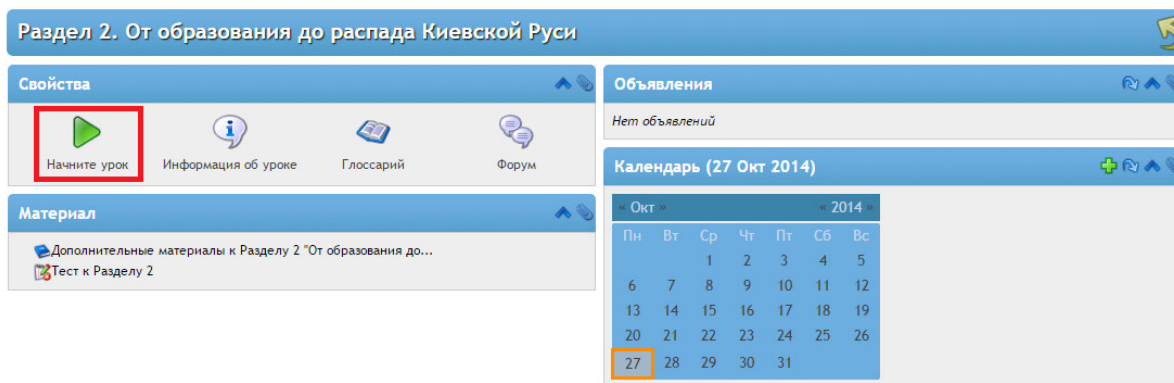 Раздел 2. От образования до распада Киевской Руси
Свойства
Начните урок
Информация об уроке
Глоссарий
Форум
Материал
Дополнительные материалы к Разделу 2 "От образования до...
Тест к Разделу 2
Объявления
Нет объявлений
Календарь (27 Окт 2014)
« Окт » « 2014 »
Пн Вт Ср Чт Пт Сб Вс
1 2 3 4 5
6 7 8 9 10 11 12
13 14 15 16 17 18 19
20 21 22 23 24 25 26
27 28 29 30 31